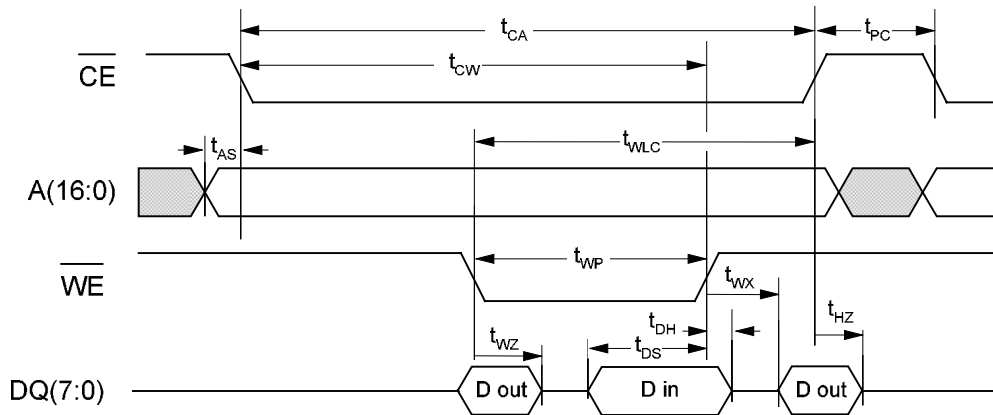 tCA
tPC
CE
tCW
tAS
tWLC
A(16:0)
WE
tWP
tWX
tHZ
tDH
tWZ
tDS
DQ(7:0)
D out
D in
D out